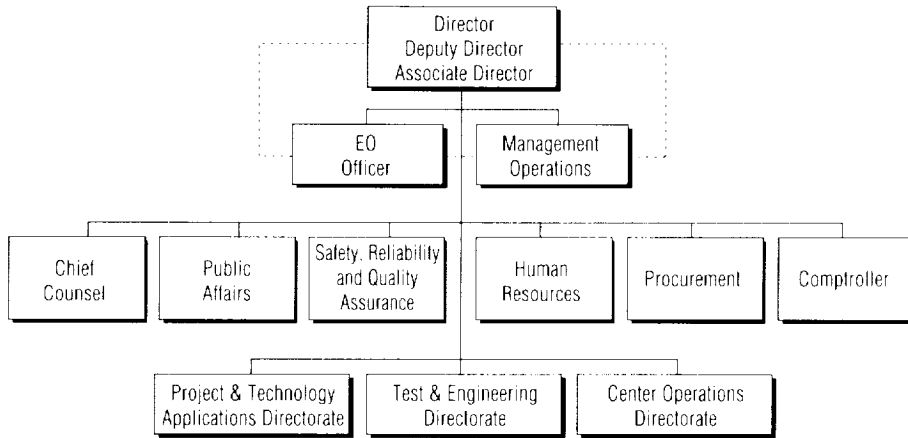 Director
Deputy Director
Associate Director
EO
Officer
Management
Operations
Chief
Counsel
Public
Affairs
Safety, Reliability
and Quality
Assurance
Human
Resources
Procurement
Comptroller
Project & Technology
Applications Directorate
Test & Engineering
Directorate
Center Operations
Directorate